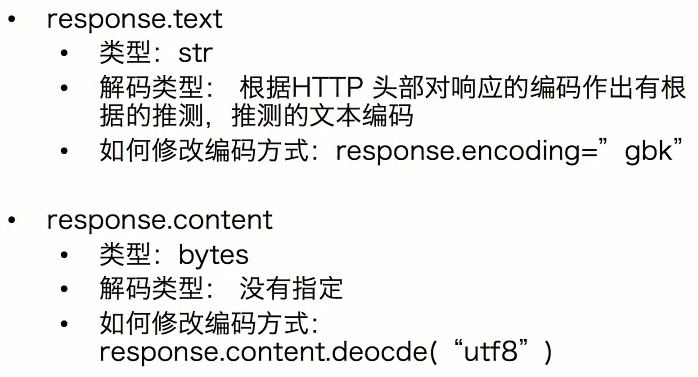 • response.text
• 类型：str
• 解码类型： 根据HTTP 头部对响应的编码作出有根
据的推测，推测的文本编码
• 如何修改编码方式：response.encoding=”gbk”
• response.content
• 类型：bytes
• 解码类型： 没有指定
• 如何修改编码方式：
response.content.deocde(“utf8”)